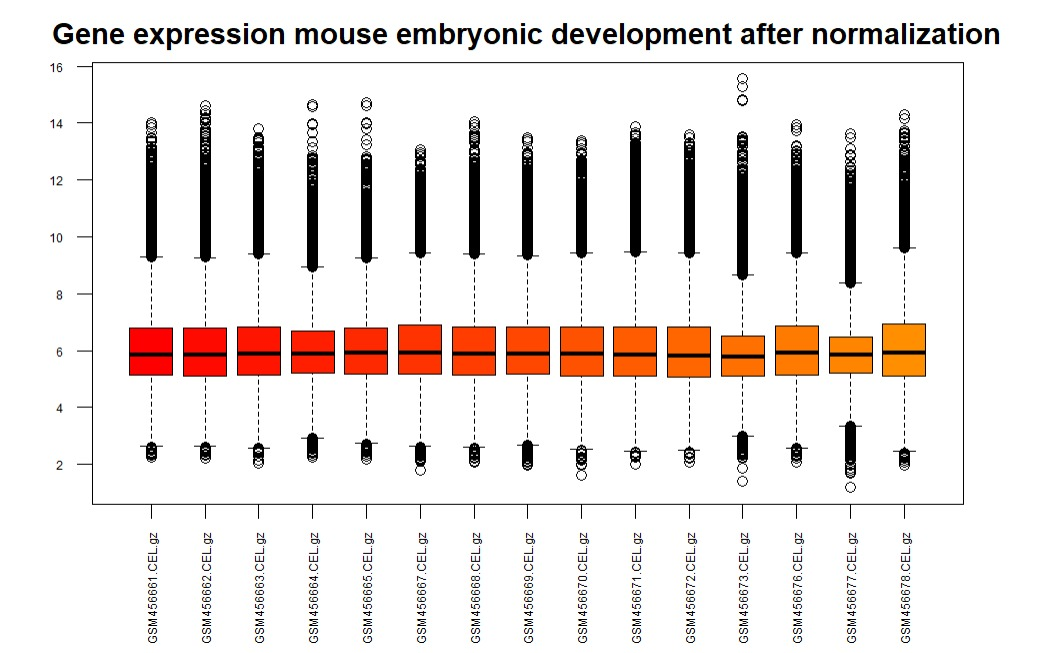 Gene expression mouse embryonic development after normalization
16
14
12
10
8
6
4
2
GSM456661.CEL.gz
GSM456662.CEL.gz
GSM456663.CEL.gz
GSM456664.CEL.gz
GSM456665.CEL.gz
GSM456667.CEL.gz
GSM456668.CEL.gz
GSM456669.CEL.gz
GSM456670.CEL.gz
GSM456671.CEL.gz
GSM456672.CEL.gz
GSM456673.CEL.gz
GSM456676.CEL.gz
GSM456677.CEL.gz
GSM456678.CEL.gz